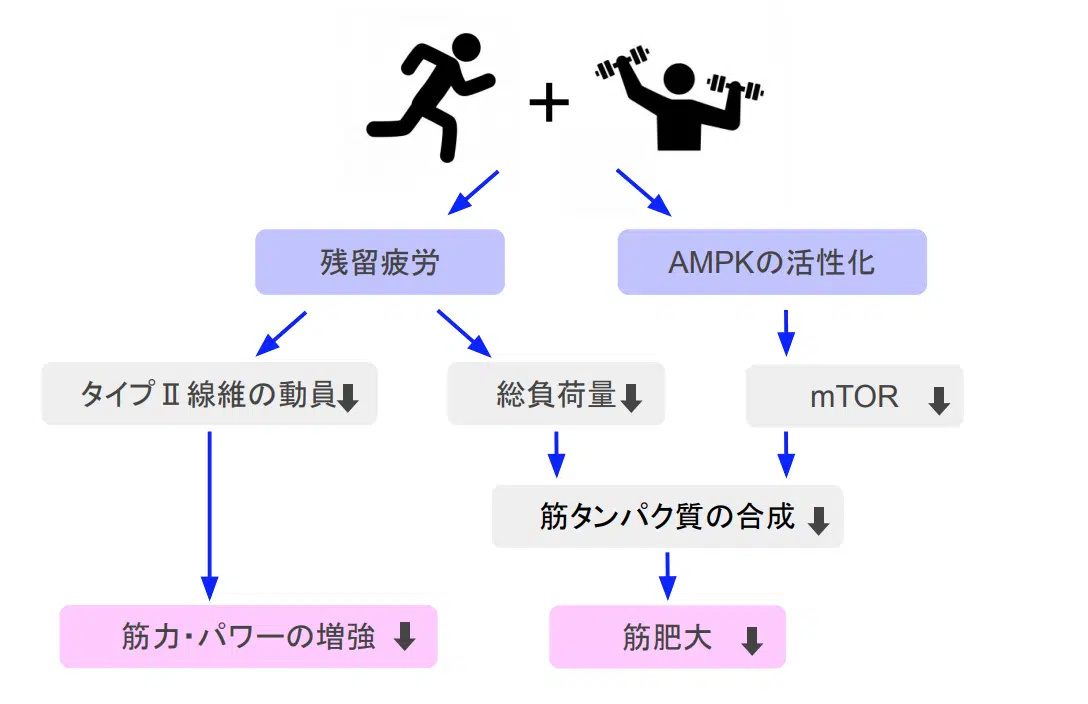 +
残留疲労
AMPKの活性化
タイプⅡ線維の動員⬇
総負荷量⬇
mTOR ⬇
筋タンパク質の合成 ⬇
筋力・パワーの増強 ⬇
筋肥大 ⬇